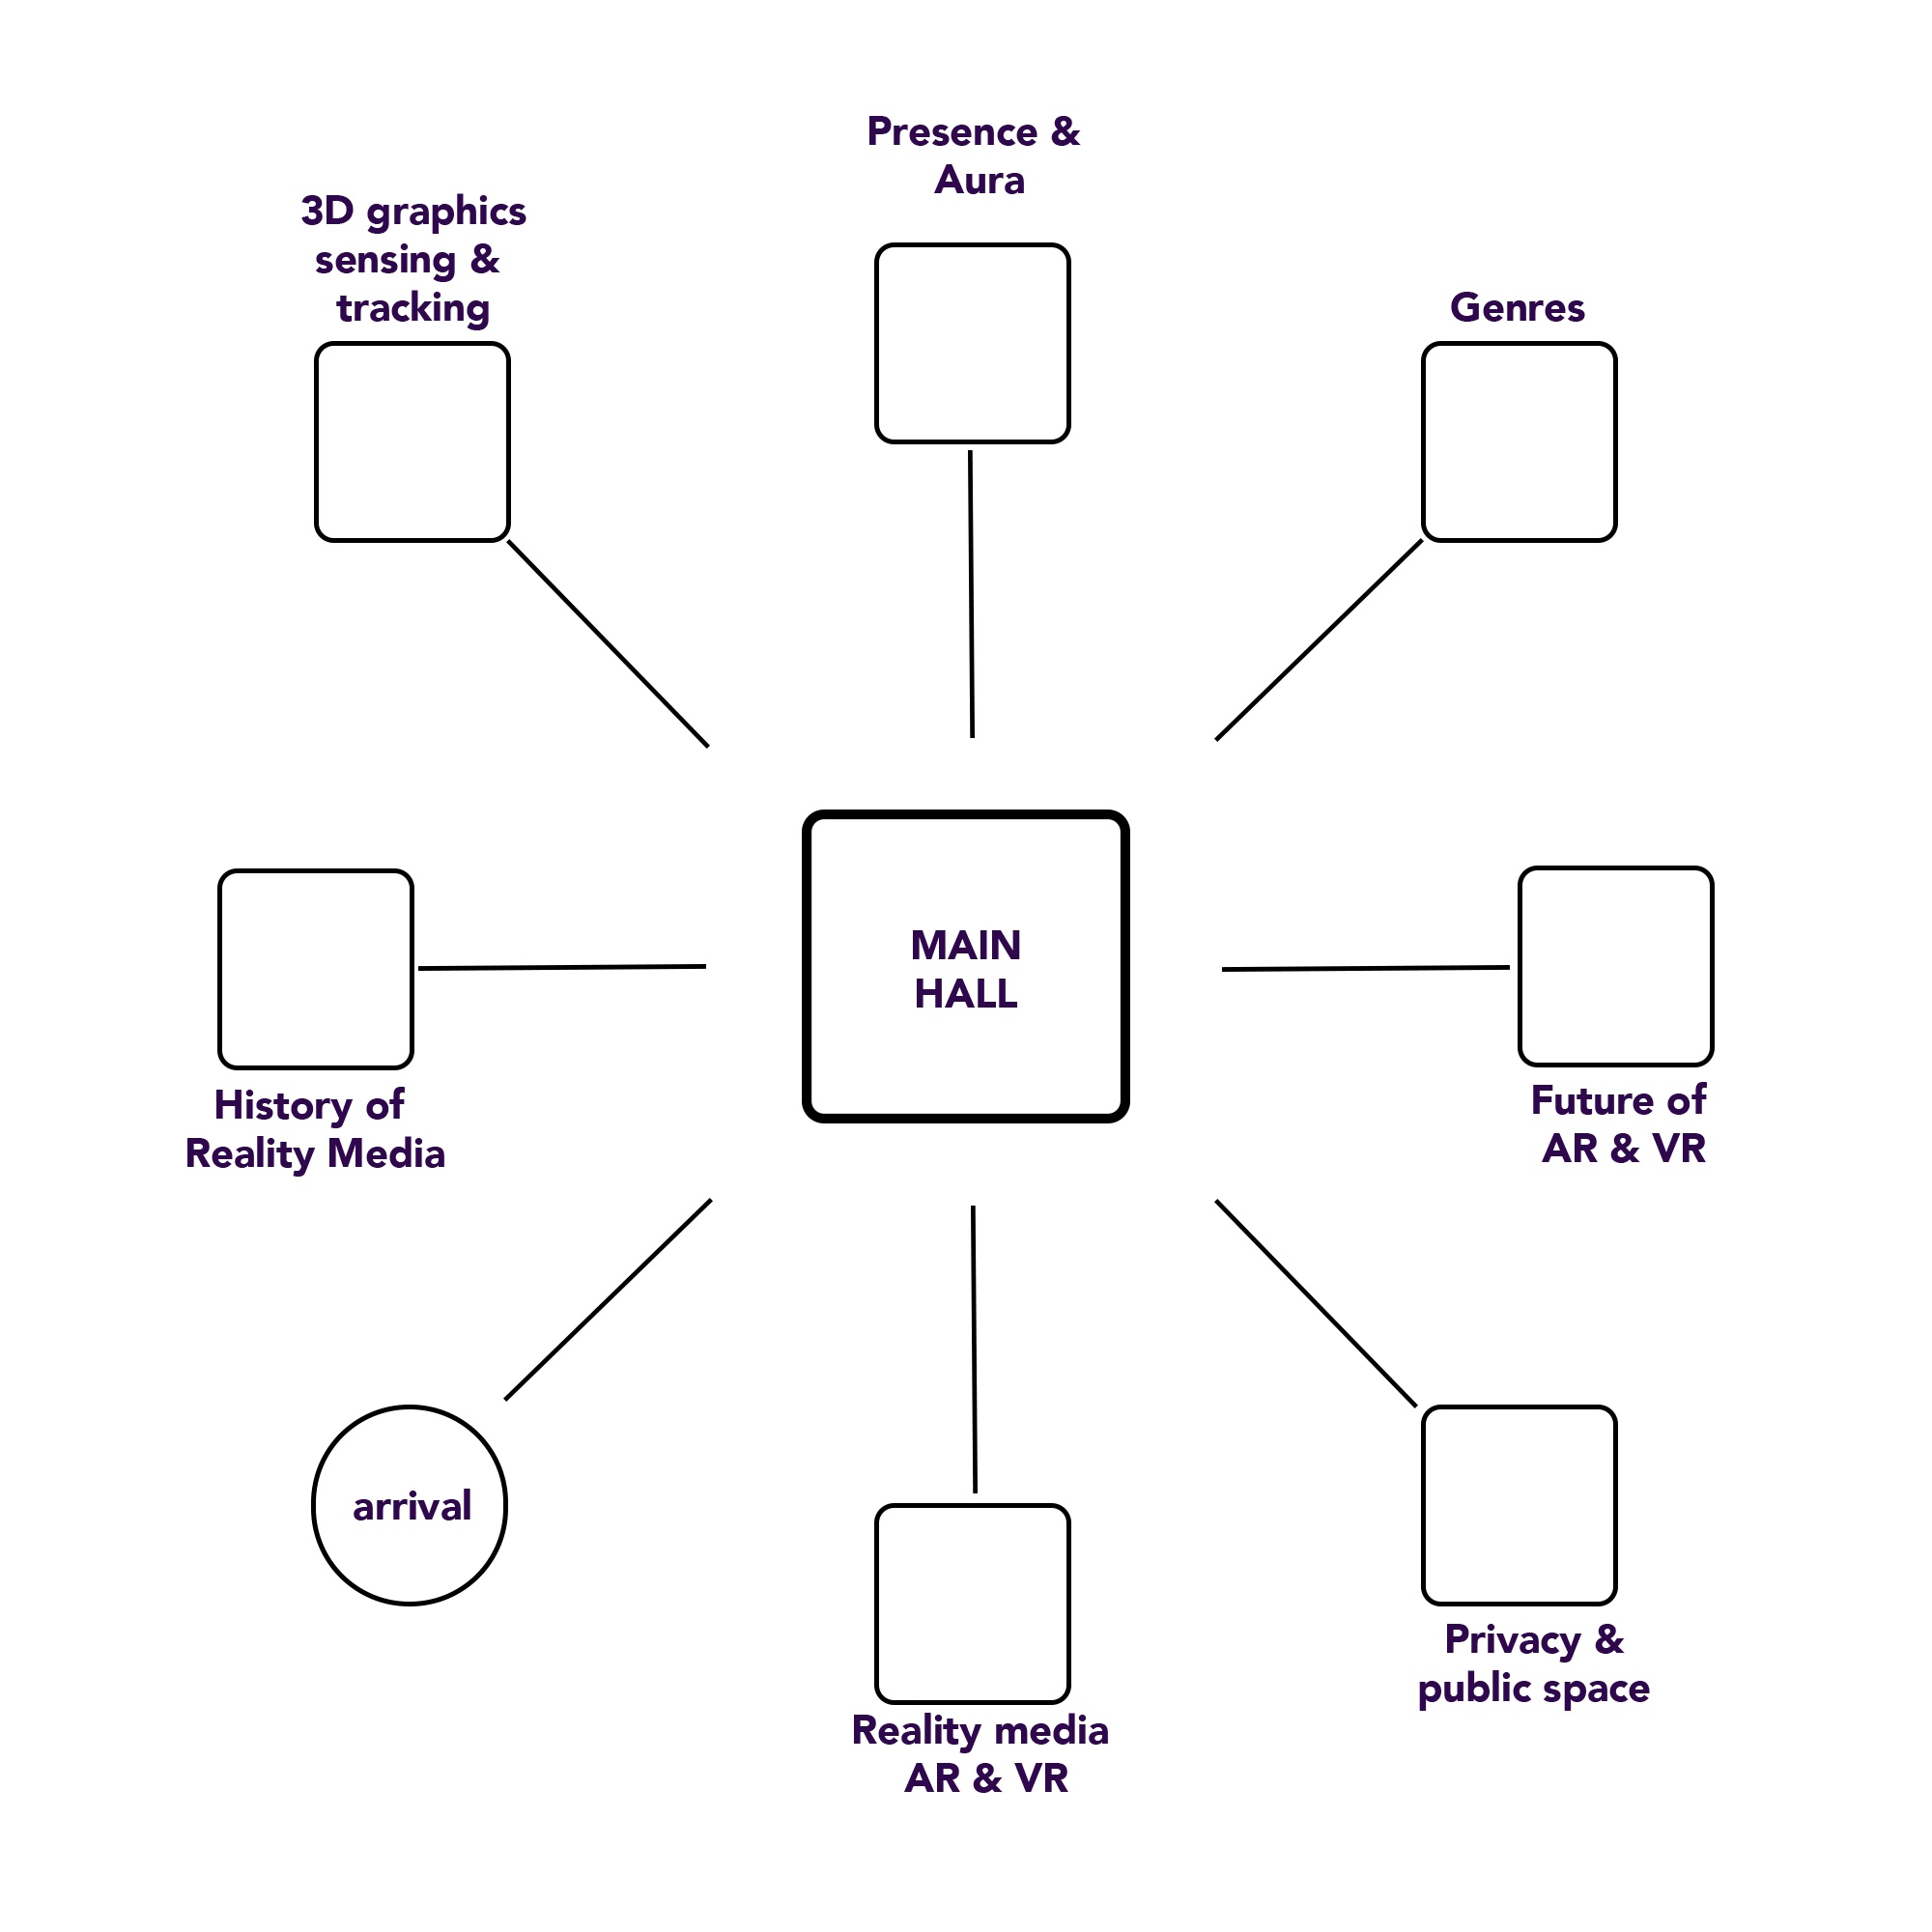 Presence &
Aura
3D graphics
sensing &
tracking
Genres
MAIN
HALL
History of
Reality Media
Future of
AR & VR
arrival
Privacy &
public space
Reality media
AR & VR